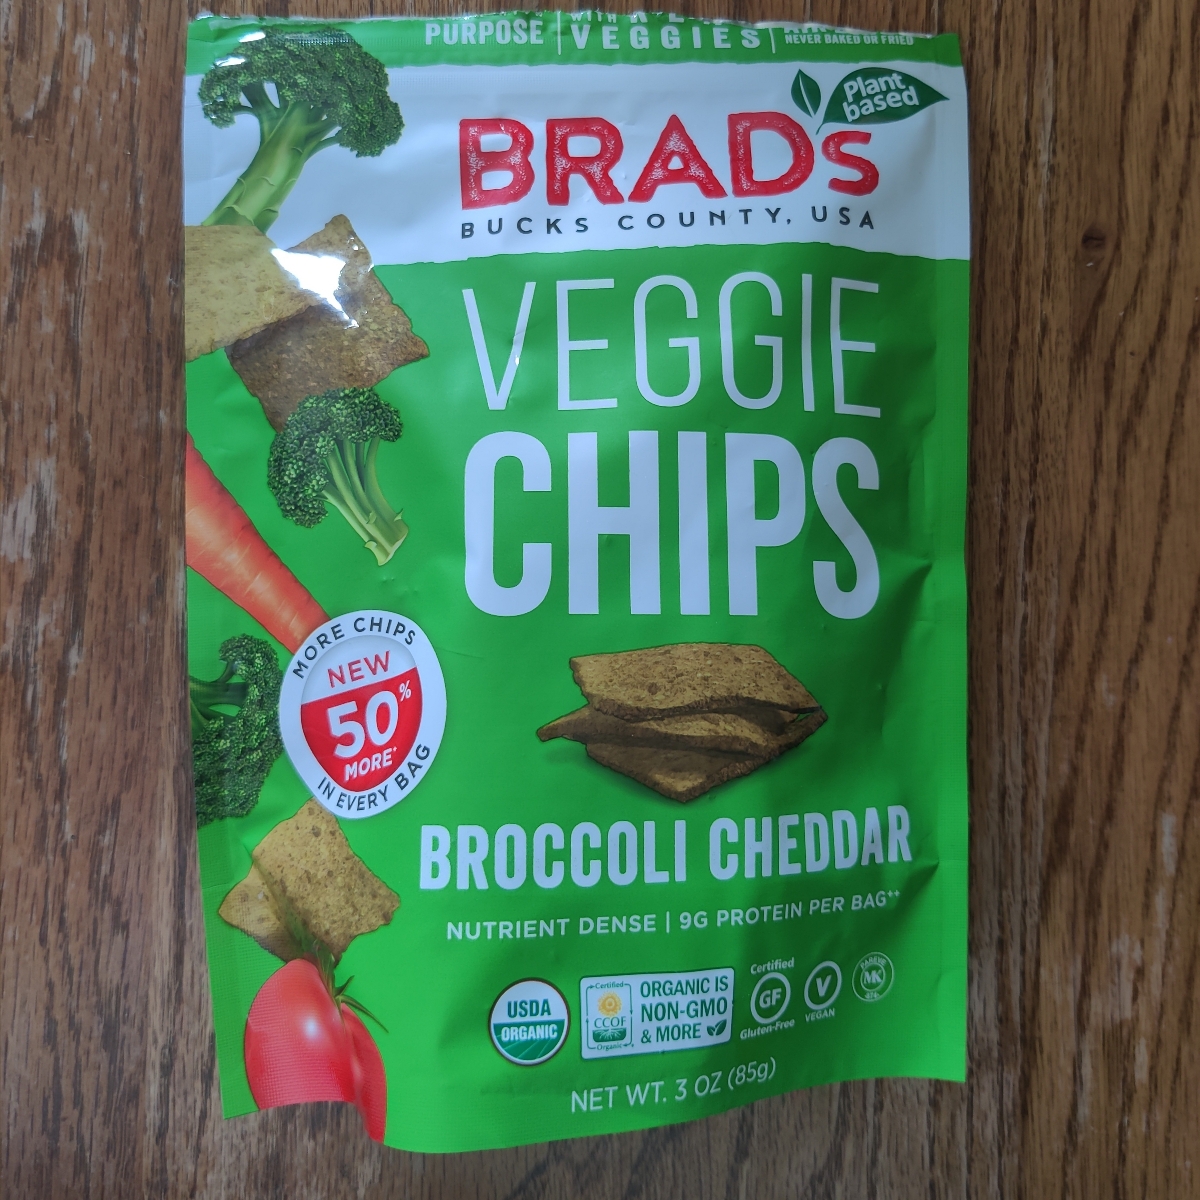 PURPOSE | WITH
VEGGIES |
NEVER BAKED OR FRIED
Plant
based
BRADS
BUCKS COUNTY, USA
VEGGIE
CHIPS
MORE CHIPS
NEW
50%
MORE*
IN EVERY BAG
BROCCOLI CHEDDAR
NUTRIENT DENSE | 9G PROTEIN PER BAG++
USDA
ORGANIC
Certified
CCOF
Organic
ORGANIC IS
NON-GMO
& MORE
Certified
GF
Gluten-Free
V
VEGAN
PAREVE
MK
NET WT. 3 OZ (85g)